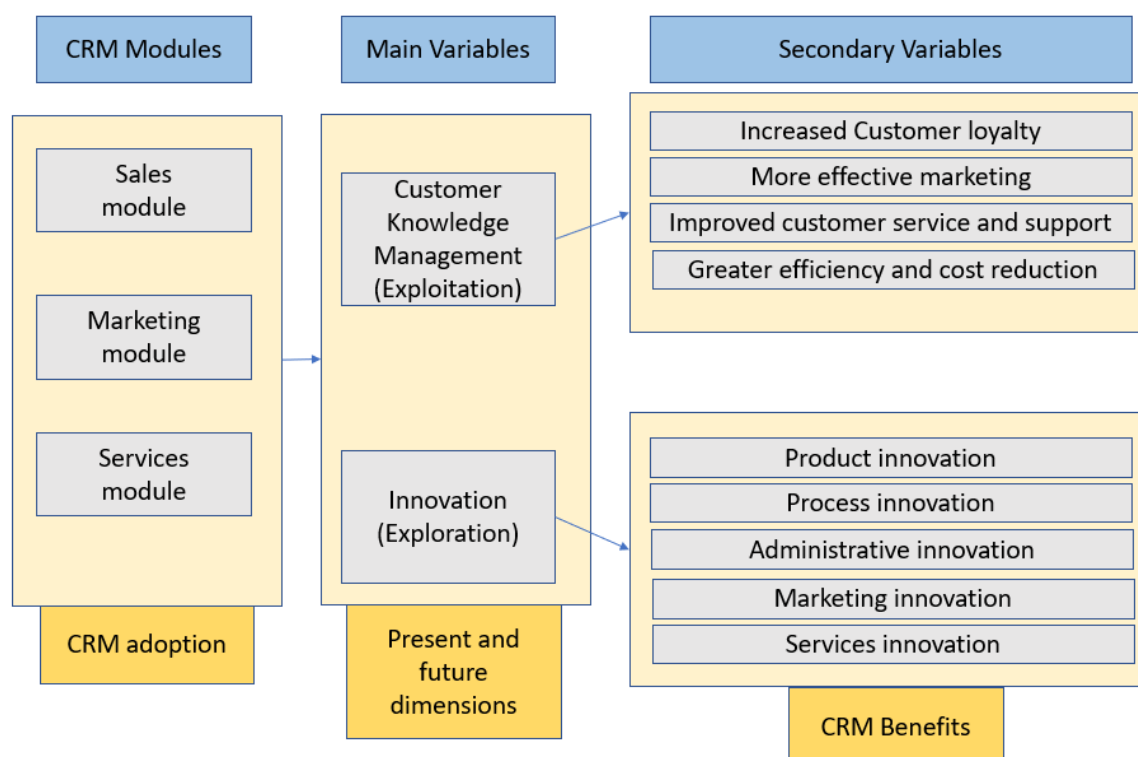 CRM Modules
Main Variables
Secondary Variables
Sales
module
Marketing
module
Services
module
CRM adoption
Customer
Knowledge
Management
(Exploitation)
Innovation
(Exploration)
Present and
future
dimensions
Increased Customer loyalty
More effective marketing
Improved customer service and support
Greater efficiency and cost reduction
Product innovation
Process innovation
Administrative innovation
Marketing innovation
Services innovation
CRM Benefits